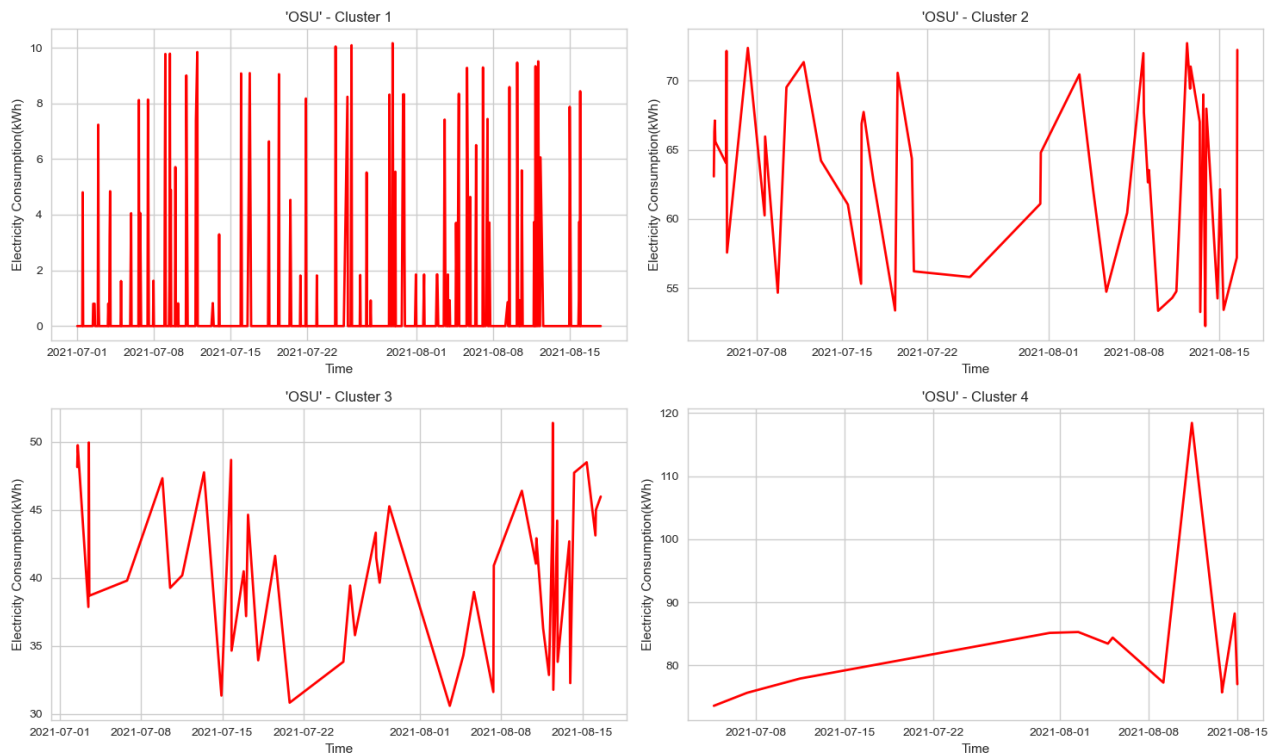 'OSU' - Cluster 1
Electricity Consumption(kWh)
10
8
6
4
2
0
2021-07-01 2021-07-08 2021-07-15 2021-07-22 2021-08-01 2021-08-08 2021-08-15
Time
'OSU' - Cluster 2
Electricity Consumption(kWh)
70
65
60
55
2021-07-08 2021-07-15 2021-07-22 2021-08-01 2021-08-08 2021-08-15
Time
'OSU' - Cluster 3
Electricity Consumption(kWh)
50
45
40
35
30
2021-07-01 2021-07-08 2021-07-15 2021-07-22 2021-08-01 2021-08-08 2021-08-15
Time
'OSU' - Cluster 4
Electricity Consumption(kWh)
120
110
100
90
80
2021-07-08 2021-07-15 2021-07-22 2021-08-01 2021-08-08 2021-08-15
Time